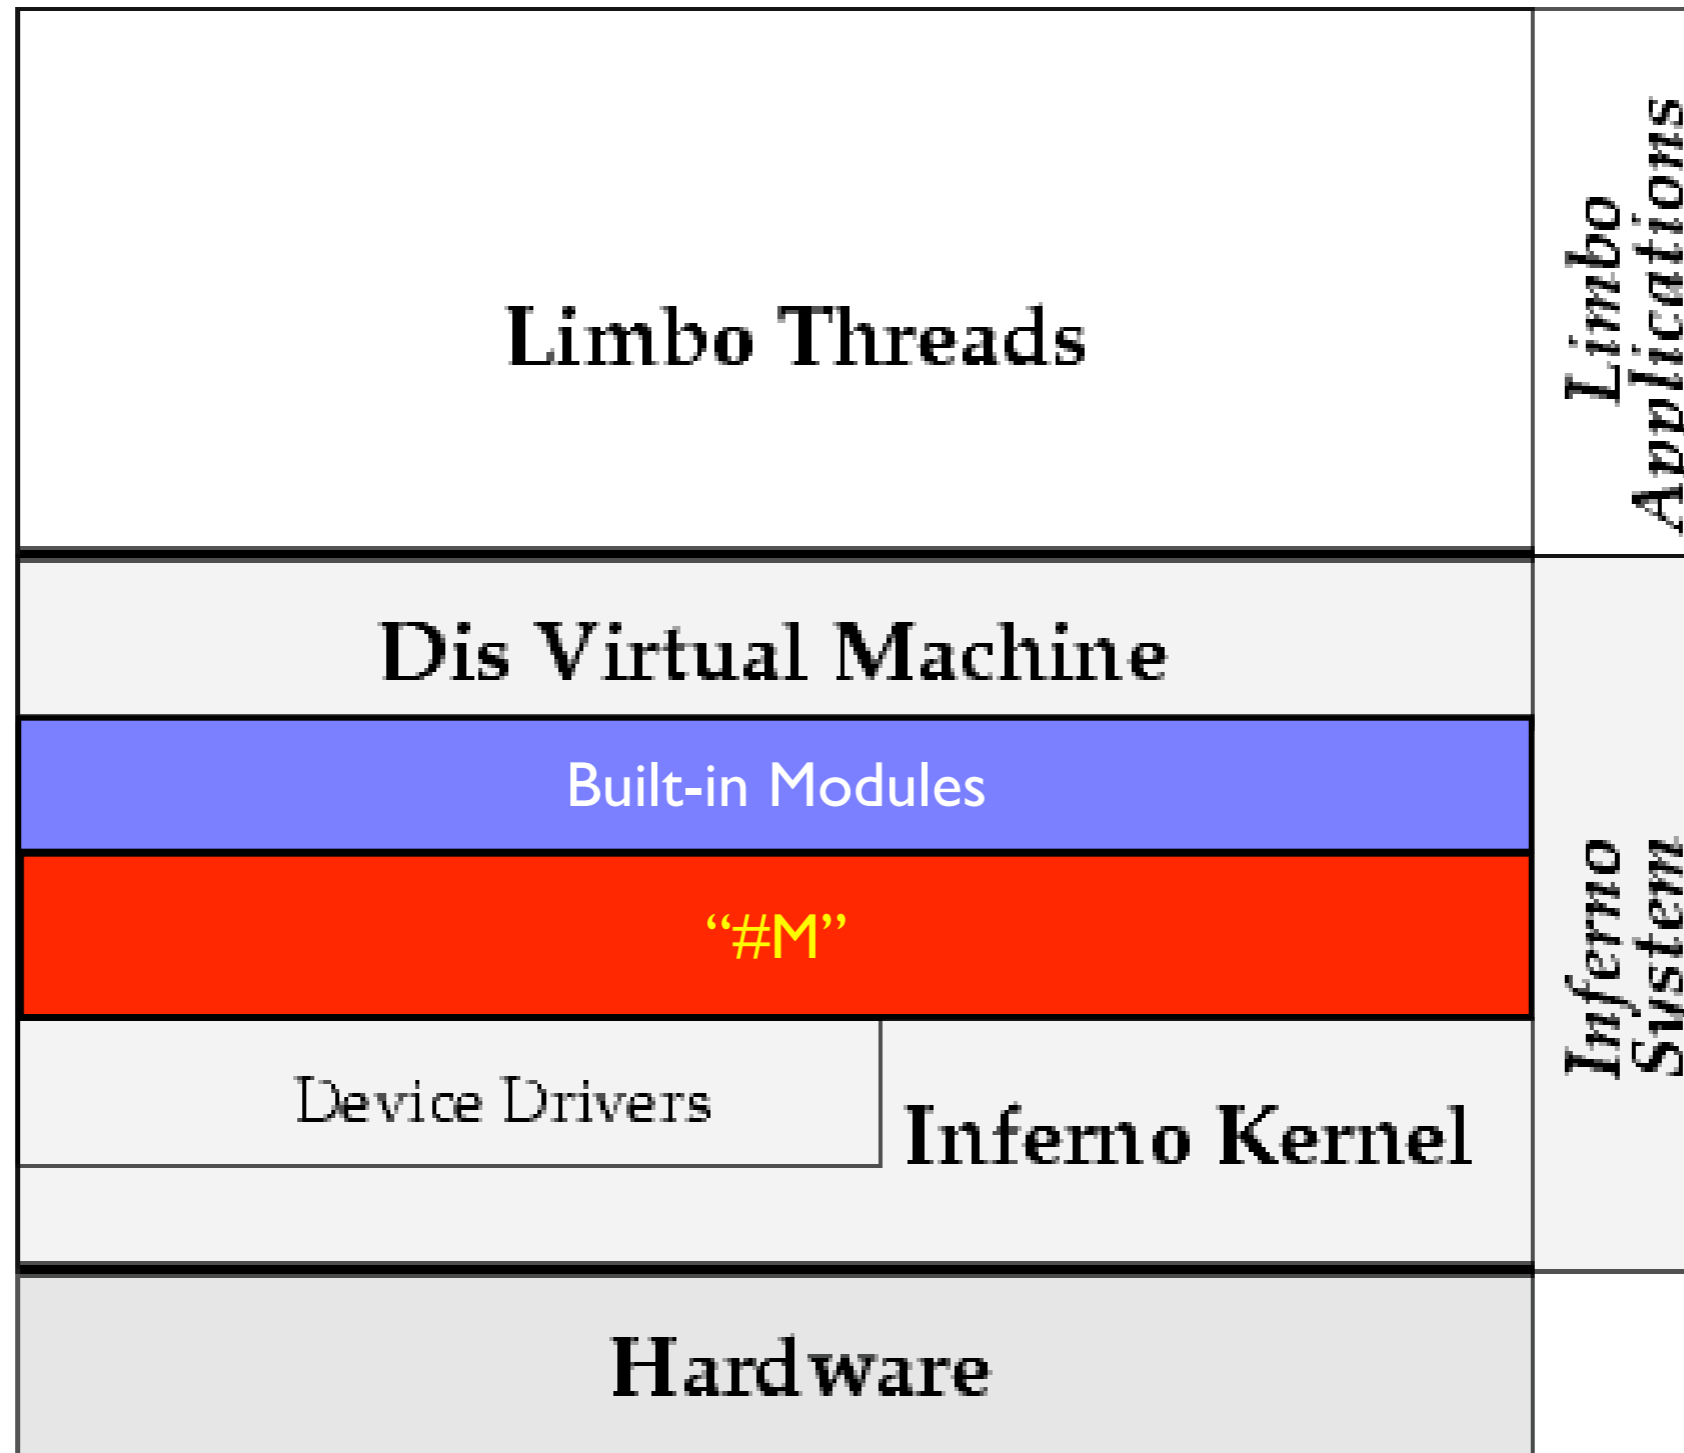 Limbo Threads
Limbo
Applications
Dis Virtual Machine
Built-in Modules
“#M”
Device Drivers
Inferno Kernel
Inferno
System
Hardware